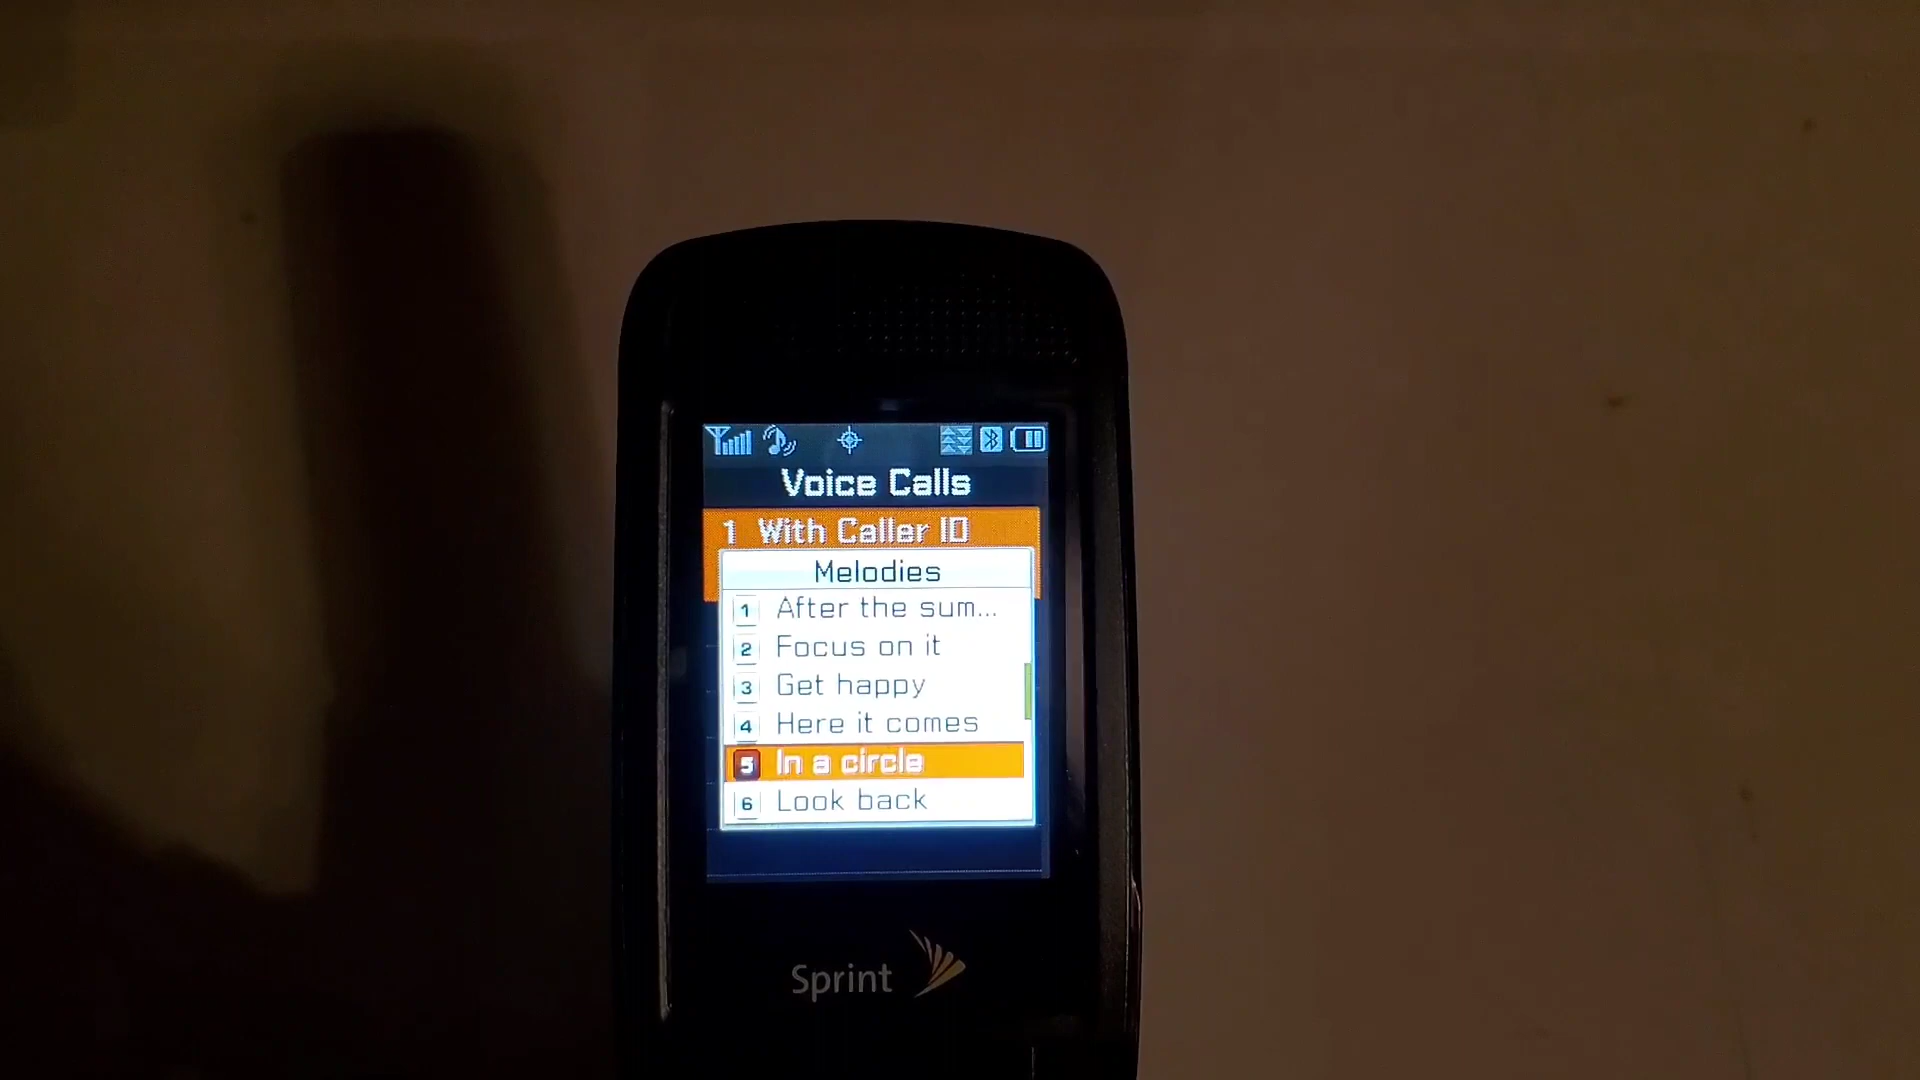 Voice Calls
1 With Caller ID
Melodies
1 After the sum...
2 Focus on it
3 Get happy
4 Here it comes
5 In a circle
6 Look back
Sprint